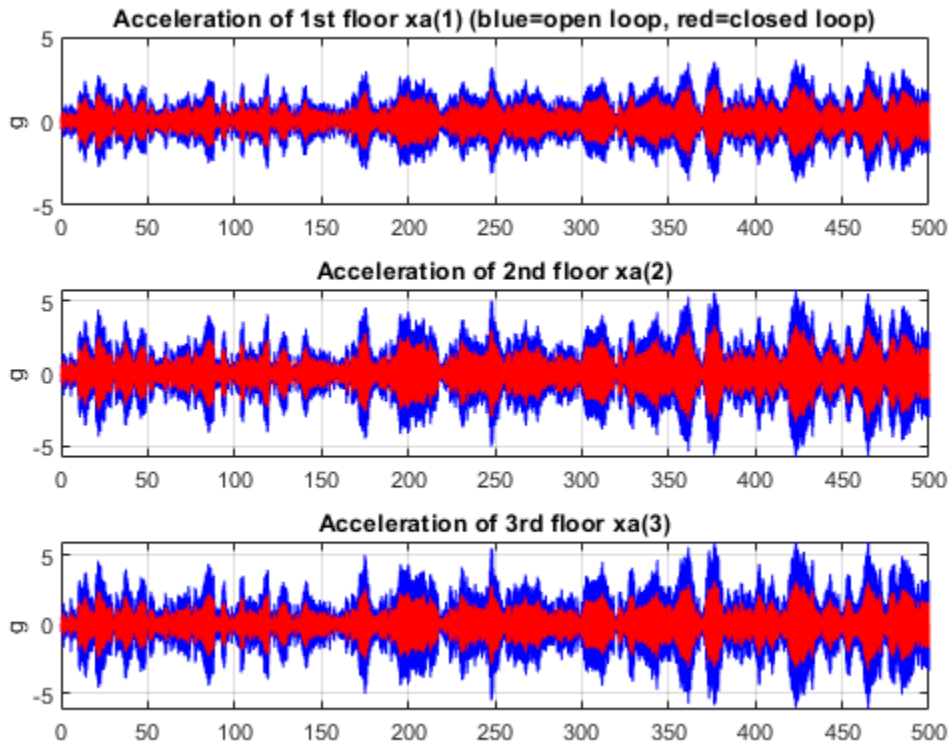 Acceleration of 1st floor xa(1) (blue=open loop, red=closed loop)
5
0
-5
g
0 50 100 150 200 250 300 350 400 450 500
Acceleration of 2nd floor xa(2)
5
0
-5
g
0 50 100 150 200 250 300 350 400 450 500
Acceleration of 3rd floor xa(3)
5
0
-5
g
0 50 100 150 200 250 300 350 400 450 500